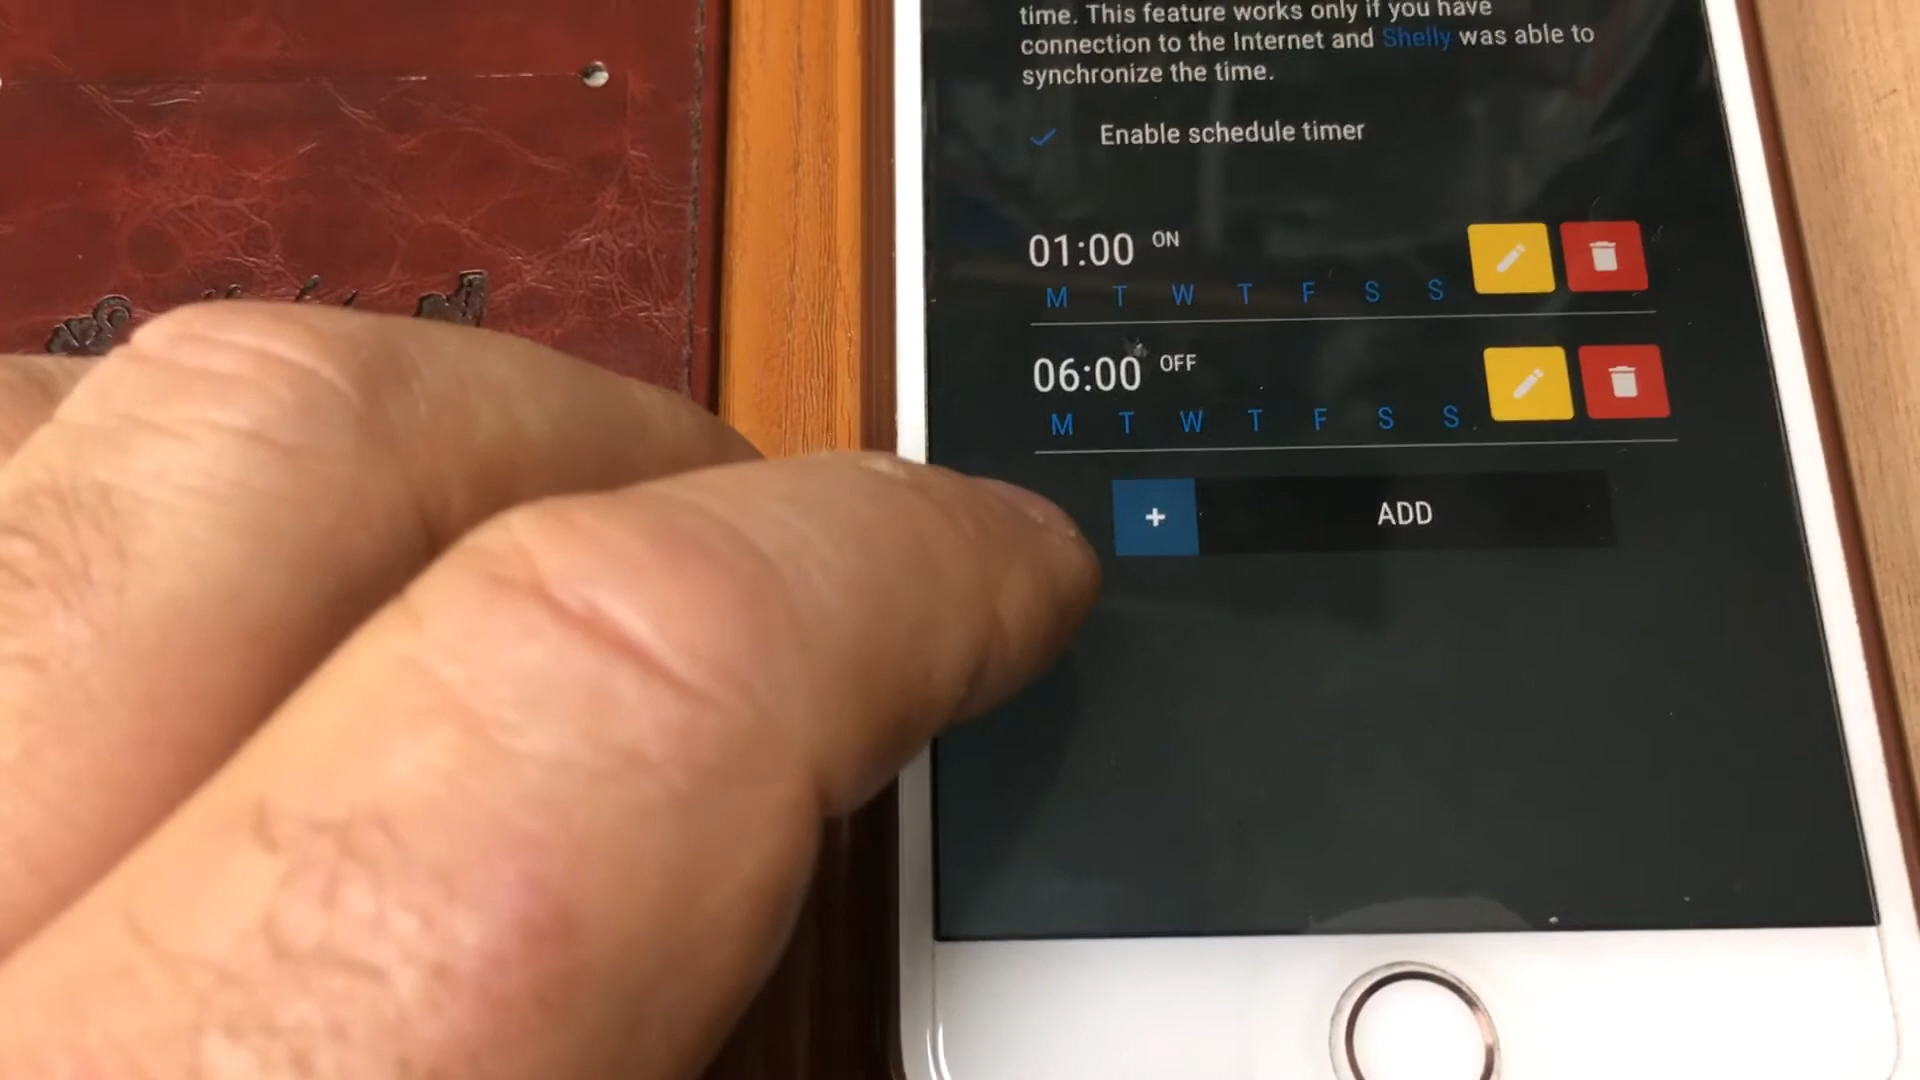 time. This feature works only if you have
connection to the Internet and Shelly was able to
synchronize the time.
Enable schedule timer
01:00 ON
M T W T F S S
06:00 OFF
M T W T F S S
+ ADD